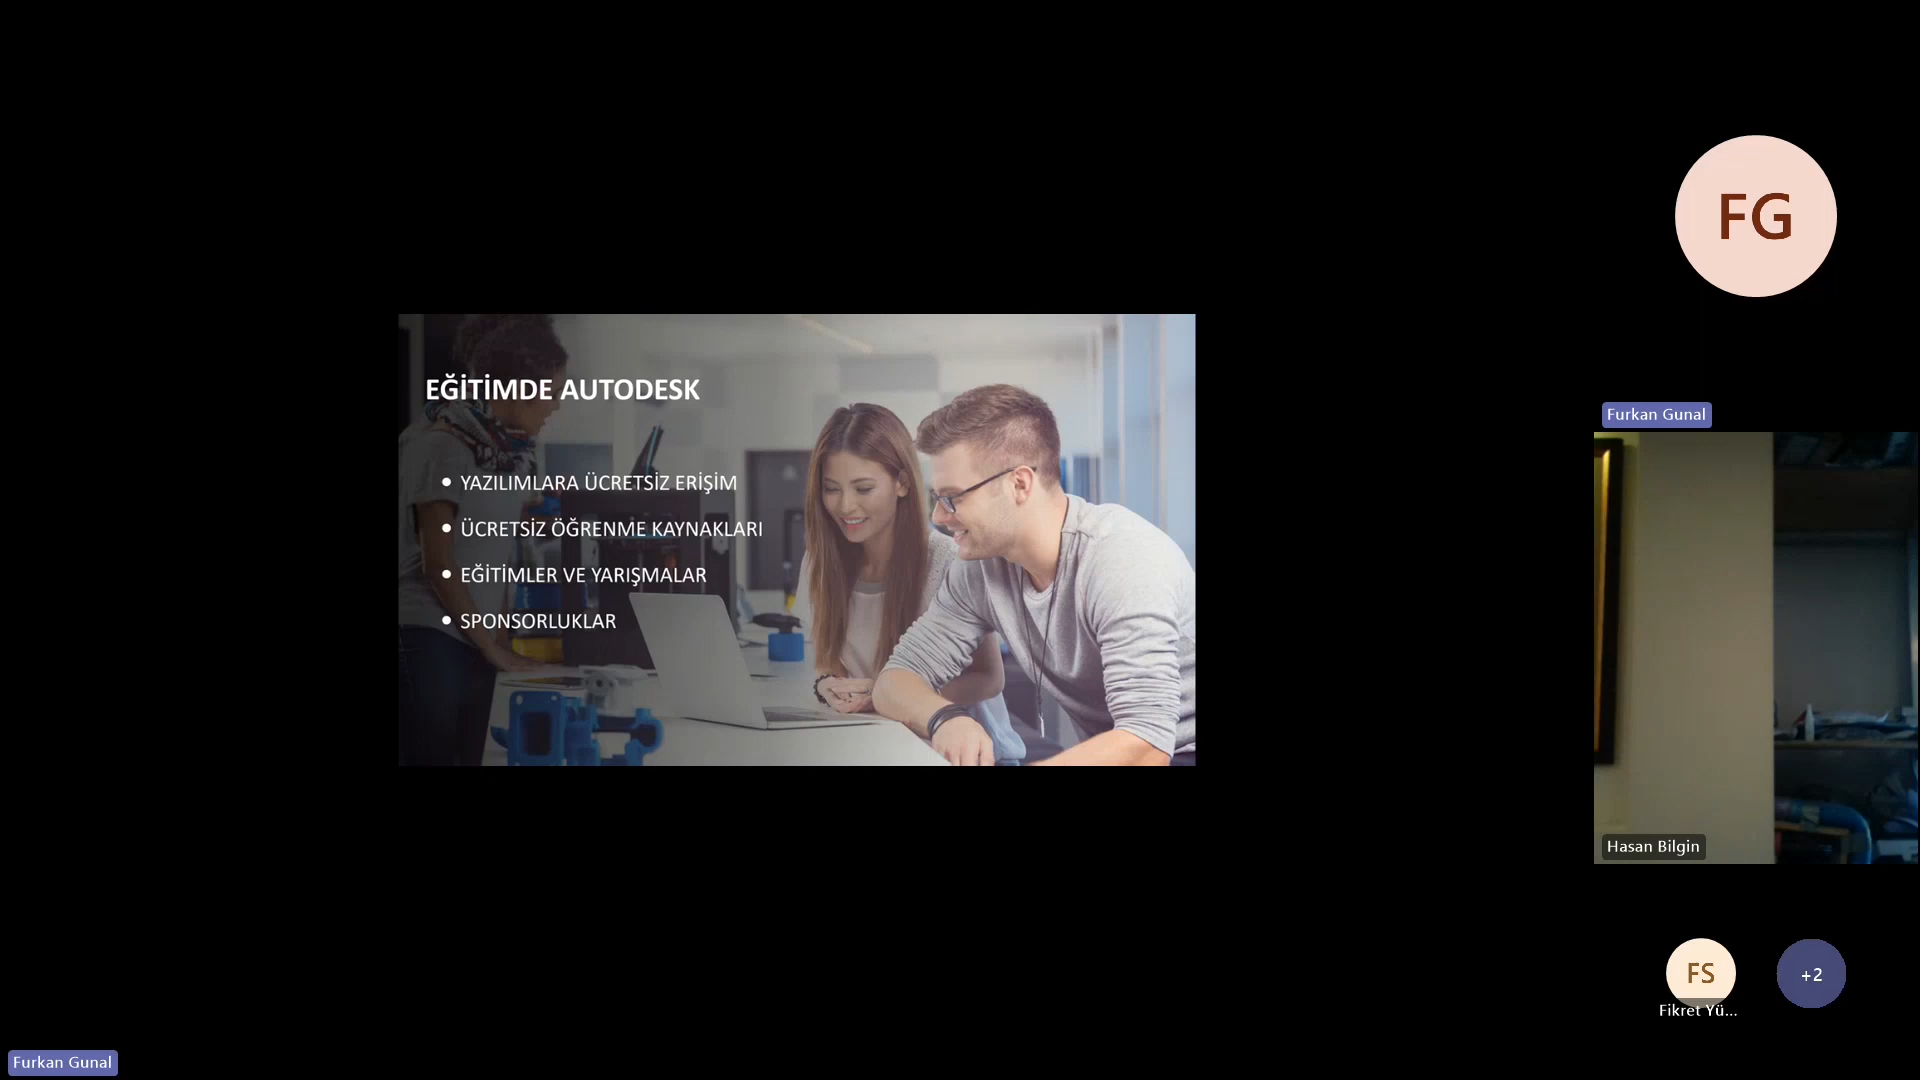 EĞİTİMDE AUTODESK
YAZILIMLARA ÜCRETSİZ ERİŞİM
ÜCRETSİZ ÖĞRENME KAYNAKLARI
EĞİTİMLER VE YARIŞMALAR
SPONSORLUKLAR
FG
Furkan Gunal
Hasan Bilgin
FS
+2
Fikret Yü...
Furkan Gunal